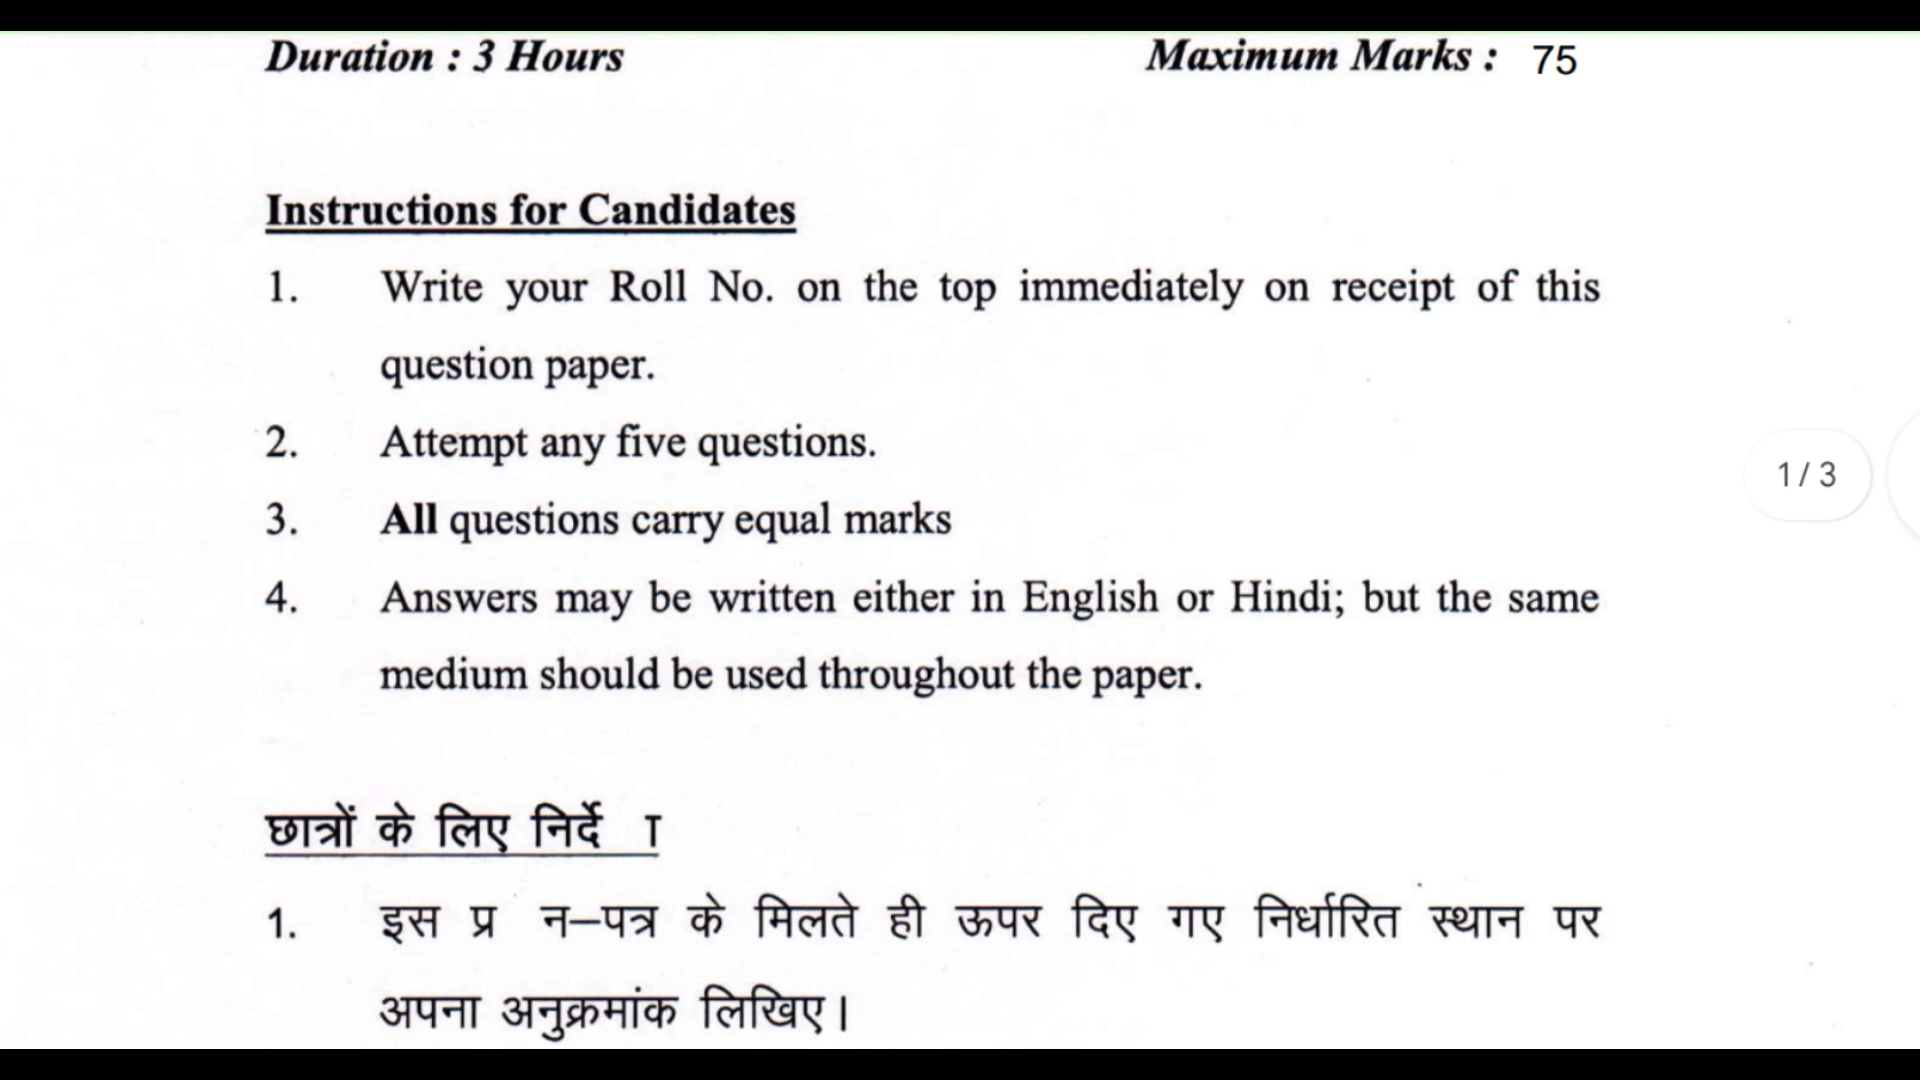 Duration : 3 Hours Maximum Marks : 75
Instructions for Candidates
1. Write your Roll No. on the top immediately on receipt of this
question paper.
2. Attempt any five questions.
3. All questions carry equal marks
1 / 3
4. Answers may be written either in English or Hindi; but the same
medium should be used throughout the paper.
छात्रों के लिए निर्दे ा
1. इस प्र न–पत्र के मिलते ही ऊपर दिए गए निर्धारित स्थान पर
अपना अनुक्रमांक लिखिए।